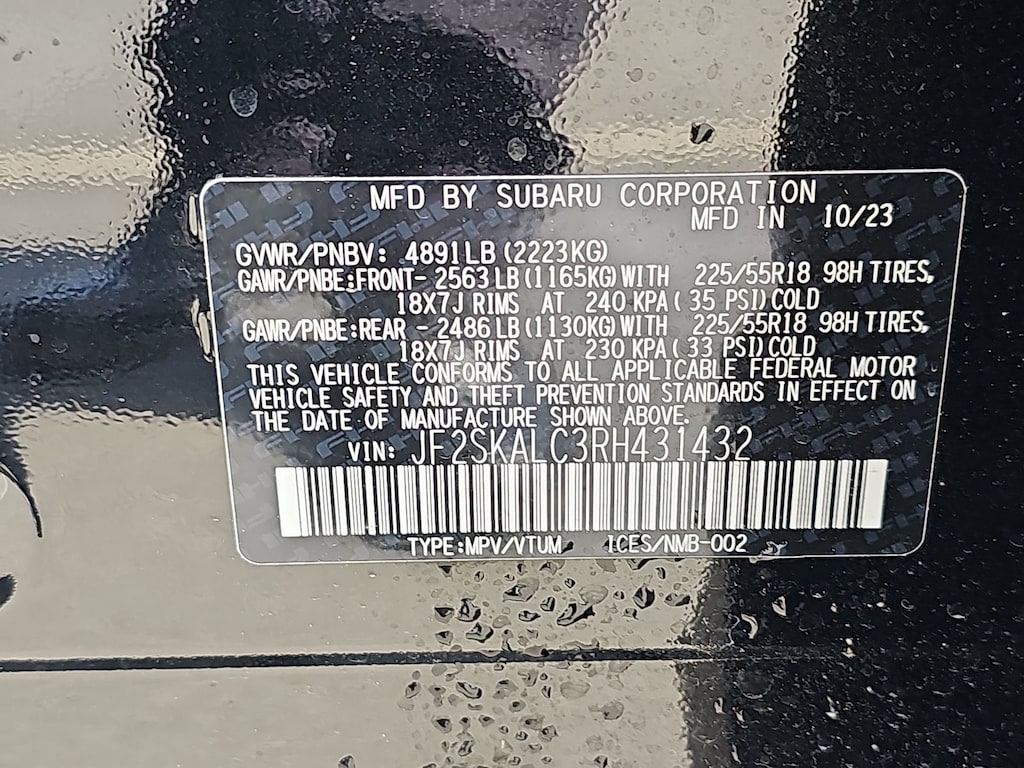 MFD BY SUBARU CORPORATION
MFD IN 10/23
GVWR/PNBV: 4891LB (2223KG)
GAWR/PNBE:FRONT- 2563 LB (1165KG) WITH 225/55R18 98H TIRES,
18X7J RIMS AT 240 KPA ( 35 PSI) COLD
GAWR/PNBE:REAR - 2486 LB (1130KG) WITH 225/55R18 98H TIRES,
18X7J RIMS AT 230 KPA ( 33 PSI) COLD
THIS VEHICLE CONFORMS TO ALL APPLICABLE FEDERAL MOTOR
VEHICLE SAFETY AND THEFT PREVENTION STANDARDS IN EFFECT ON
THE DATE OF MANUFACTURE SHOWN ABOVE.
VIN: JF2SKALC3RH431432
TYPE:MPV/VTUM ICES/NMB-002